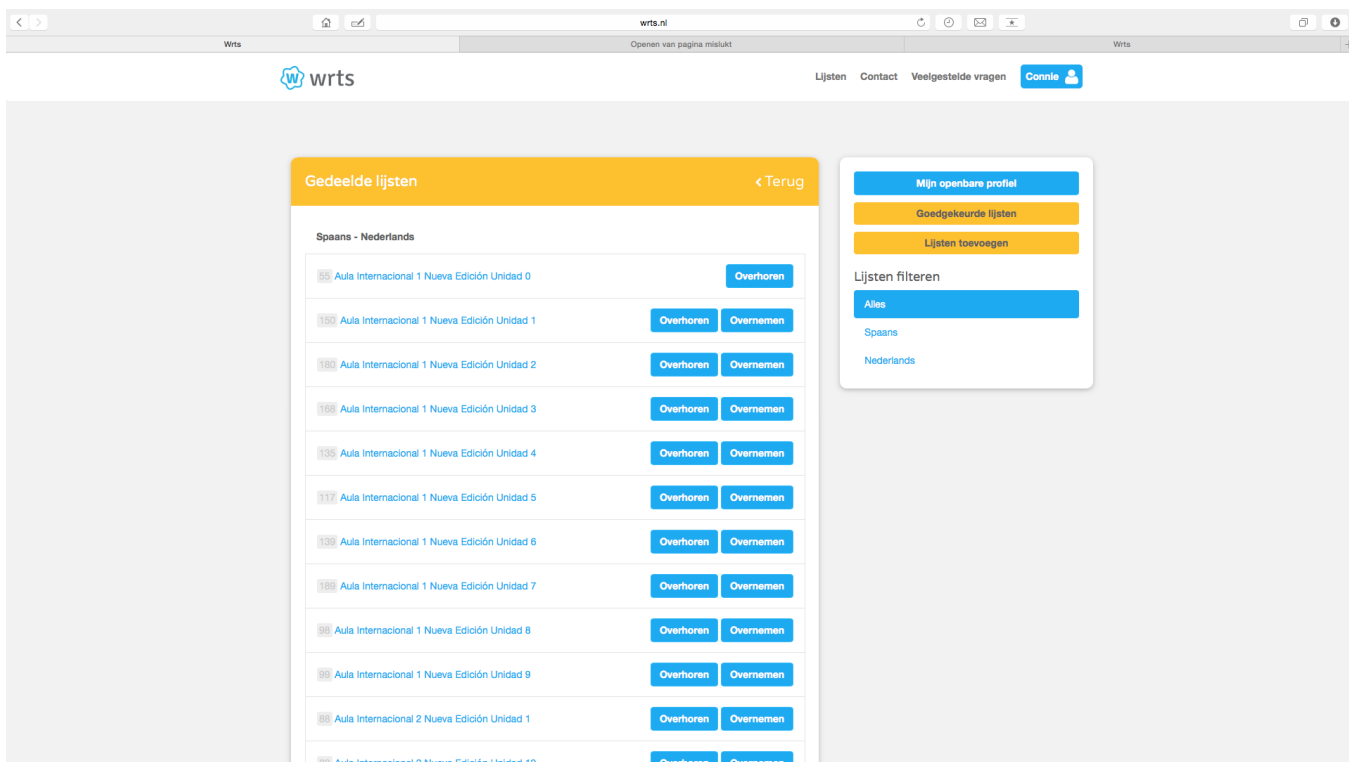 wrts.nl
Wrts
Openen van pagina mislukt
Wrts
wrts
Lijsten Contact Veelgestelde vragen Connie
Gedeelde lijsten
Terug
Spaans - Nederlands
55 Aula Internacional 1 Nueva Edición Unidad 0 Overhoren
150 Aula Internacional 1 Nueva Edición Unidad 1 Overhoren Overnemen
180 Aula Internacional 1 Nueva Edición Unidad 2 Overhoren Overnemen
168 Aula Internacional 1 Nueva Edición Unidad 3 Overhoren Overnemen
135 Aula Internacional 1 Nueva Edición Unidad 4 Overhoren Overnemen
117 Aula Internacional 1 Nueva Edición Unidad 5 Overhoren Overnemen
139 Aula Internacional 1 Nueva Edición Unidad 6 Overhoren Overnemen
189 Aula Internacional 1 Nueva Edición Unidad 7 Overhoren Overnemen
98 Aula Internacional 1 Nueva Edición Unidad 8 Overhoren Overnemen
99 Aula Internacional 1 Nueva Edición Unidad 9 Overhoren Overnemen
88 Aula Internacional 2 Nueva Edición Unidad 1 Overhoren Overnemen
Mijn openbare profiel
Goedgekeurde lijsten
Lijsten toevoegen
Lijsten filteren
Alles
Spaans
Nederlands